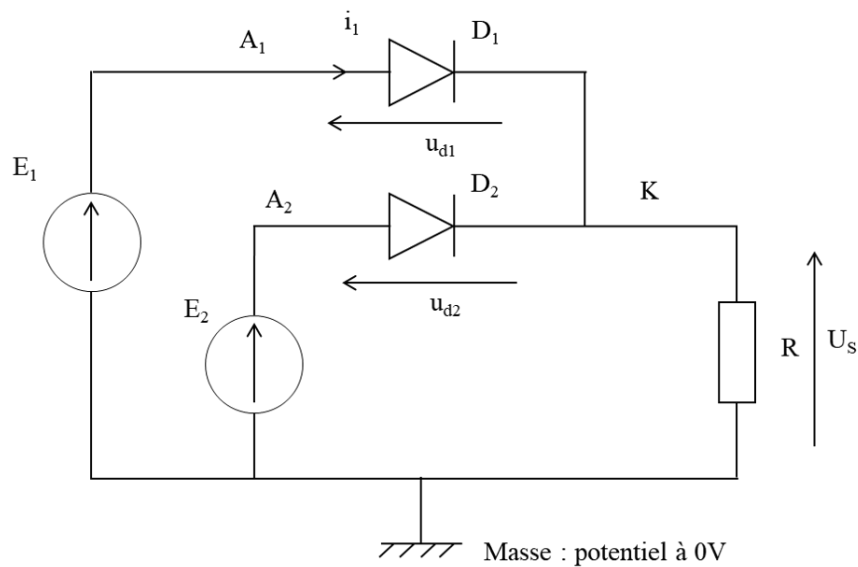 i₁
D₁
A₁
u_d1
E₁
D₂
A₂
K
u_d2
E₂
R
U_S
Masse : potentiel à 0V